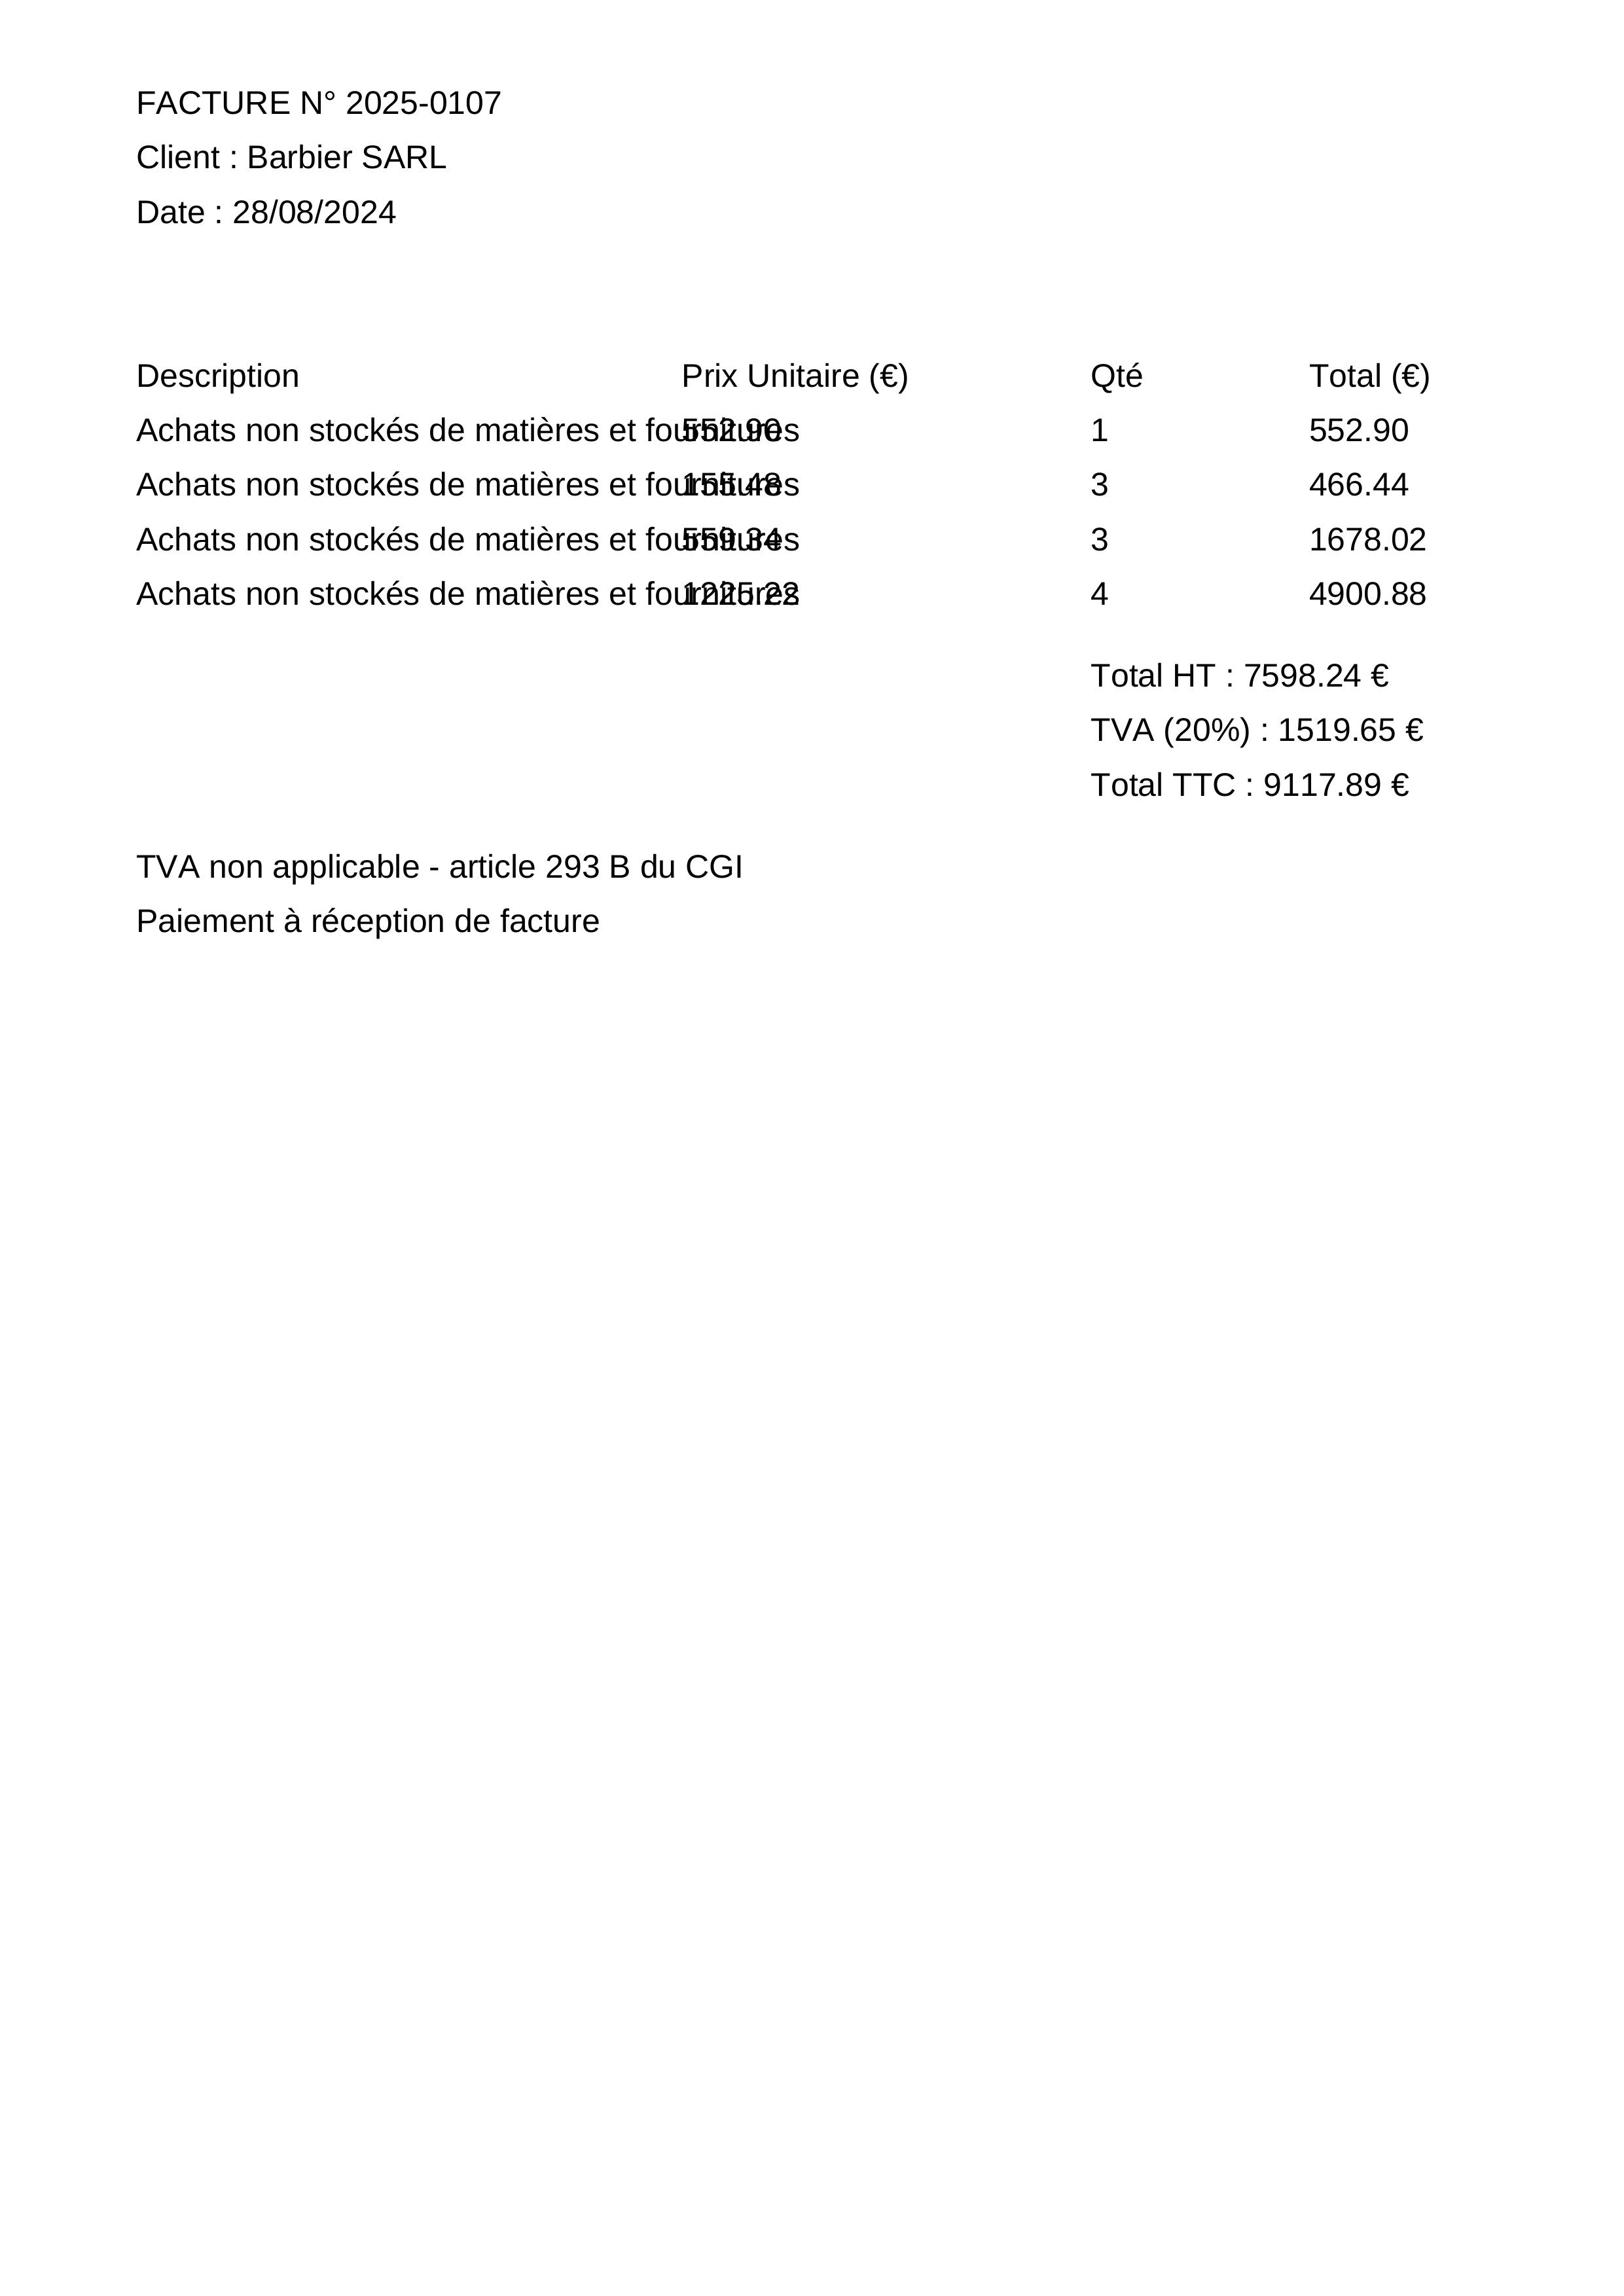 FACTURE N° 2025-0107
Client : Barbier SARL
Date : 28/08/2024
Description Prix Unitaire (€) Qté Total (€)
Achats non stockés de matières et fournitures 552.90 1 552.90
Achats non stockés de matières et fournitures 155.48 3 466.44
Achats non stockés de matières et fournitures 559.34 3 1678.02
Achats non stockés de matières et fournitures 1225.22 4 4900.88
Total HT : 7598.24 €
TVA (20%) : 1519.65 €
Total TTC : 9117.89 €
TVA non applicable - article 293 B du CGI
Paiement à réception de facture